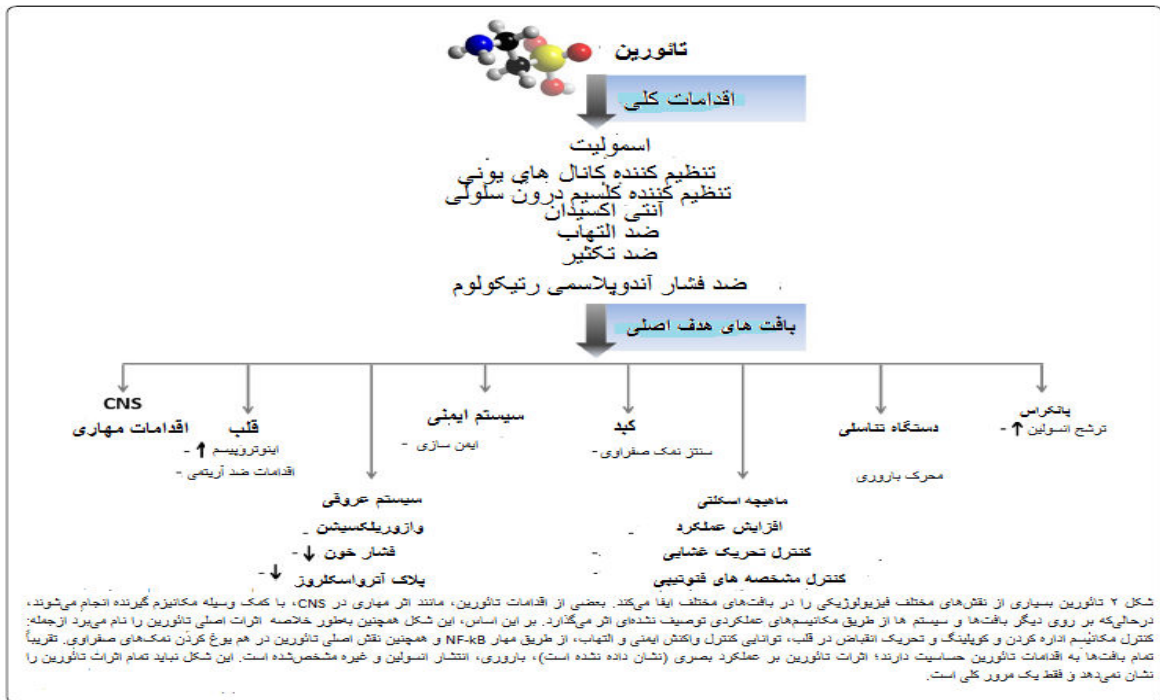 تائورین
اقدامات کلی
اسمولیت
تنظیم کننده کانال های یونی
تنظیم کننده کلسیم درون سلولی
آنتی اکسیدان
ضد التهاب
ضد تکثیر
ضد فشار آندوپلاسمی رتیکولوم
بافت های هدف اصلی
CNS
اقدامات مهاری
قلب
اینوتروپیسم ↑ -
اقدامات ضد آریتمی -
سیستم عروقی
وازوریلکسیشن -
فشار خون ↓ -
پلاک آترواسکلروز ↓ -
سیستم ایمنی
ایمن سازی -
کبد
سنتز نمک صفراوی -
ماهیچه اسکلتی
افزایش عملکرد -
کنترل تحریک غشایی -
کنترل مشخصه های فنوتیپی -
دستگاه تناسلی
محرک باروری
پانکراس
ترشح انسولین ↑ -
شکل ۲ تائورین بسیاری از نقش‌های مختلف فیزیولوژیکی را در بافت‌های مختلف ایفا می‌کند. بعضی از اقدامات تائورین، مانند اثر مهاری در CNS، با کمک وسیله مکانیزم گیرنده انجام می‌شوند،
درحالی‌که بر روی دیگر بافت‌ها و سیستم ها از طریق مکانیسم‌های عملکردی توصیف نشده‌ای اثر می‌گذارد. بر این اساس، این شکل همچنین به‌طور خلاصه اثرات اصلی تائورین را نام می‌برد ازجمله:
کنترل مکانیسم اداره کردن و کوپلینگ و تحریک انقباض در قلب، توانایی کنترل واکنش ایمنی و التهاب، از طریق مهار NF-kB و همچنین نقش اصلی تائورین در هم یوغ کردن نمک‌های صفراوی. تقریباً
تمام بافت‌ها به اقدامات تائورین حساسیت دارند؛ اثرات تائورین بر عملکرد بصری (نشان داده نشده است)، باروری، انتشار انسولین و غیره مشخص‌شده است. این شکل نباید تمام اثرات تائورین را
نشان نمی‌دهد و فقط یک مرور کلی است.